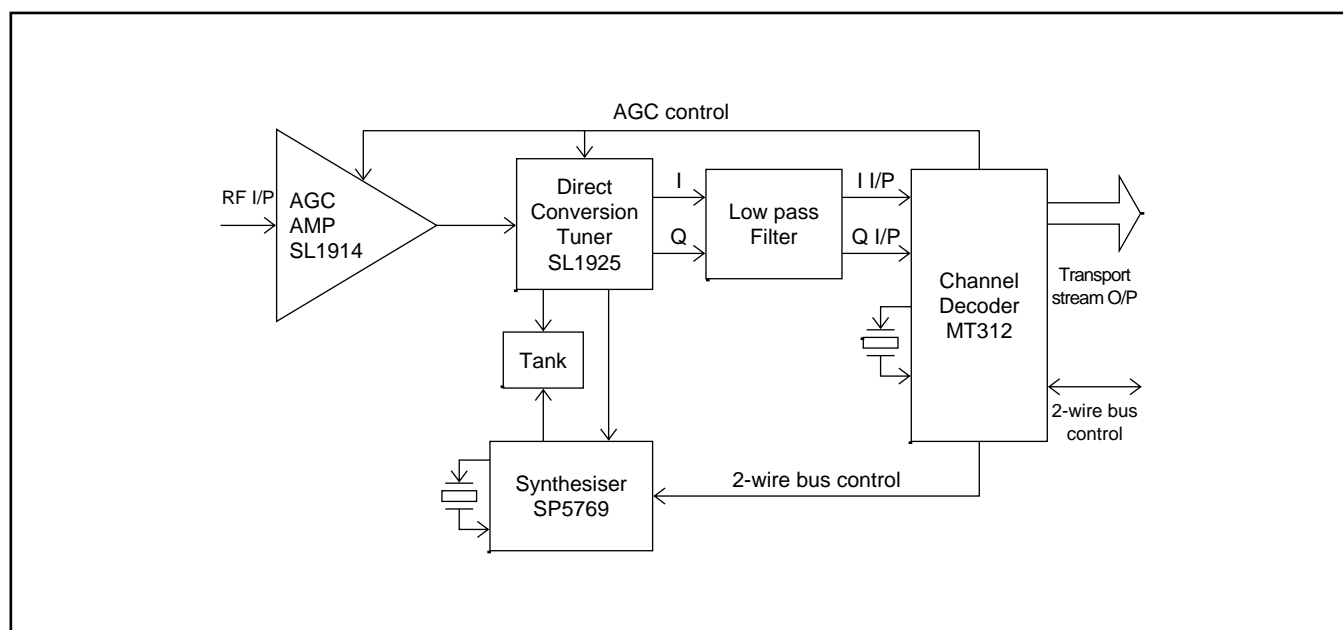 AGC control
RF I/P
AGC
AMP
SL1914
Direct
Conversion
Tuner
SL1925
I
Q
Low pass
Filter
I I/P
Q I/P
Channel
Decoder
MT312
Transport
stream O/P
Tank
2-wire bus
control
Synthesiser
SP5769
2-wire bus control